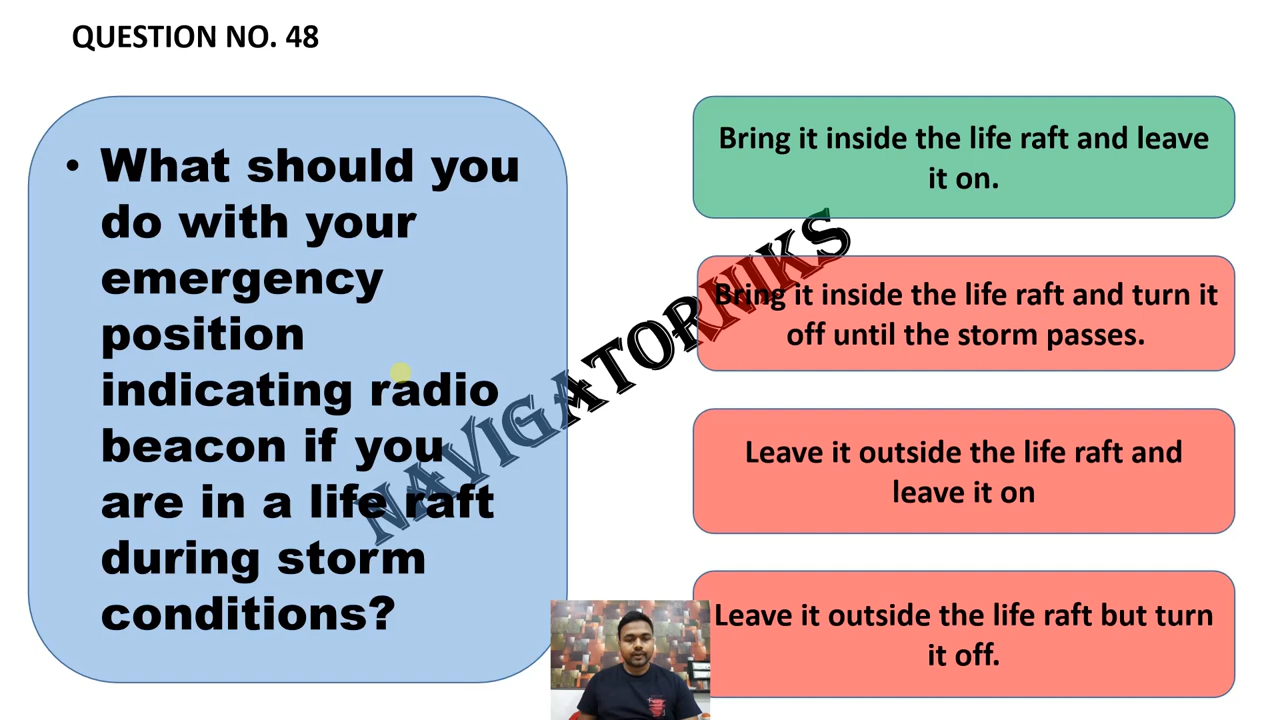 QUESTION NO. 48
• What should you
do with your
emergency
position
indicating radio
beacon if you
are in a life raft
during storm
conditions?
Bring it inside the life raft and leave
it on.
Bring it inside the life raft and turn it
off until the storm passes.
Leave it outside the life raft and
leave it on
Leave it outside the life raft but turn
it off.
NAVIGATORNIKS